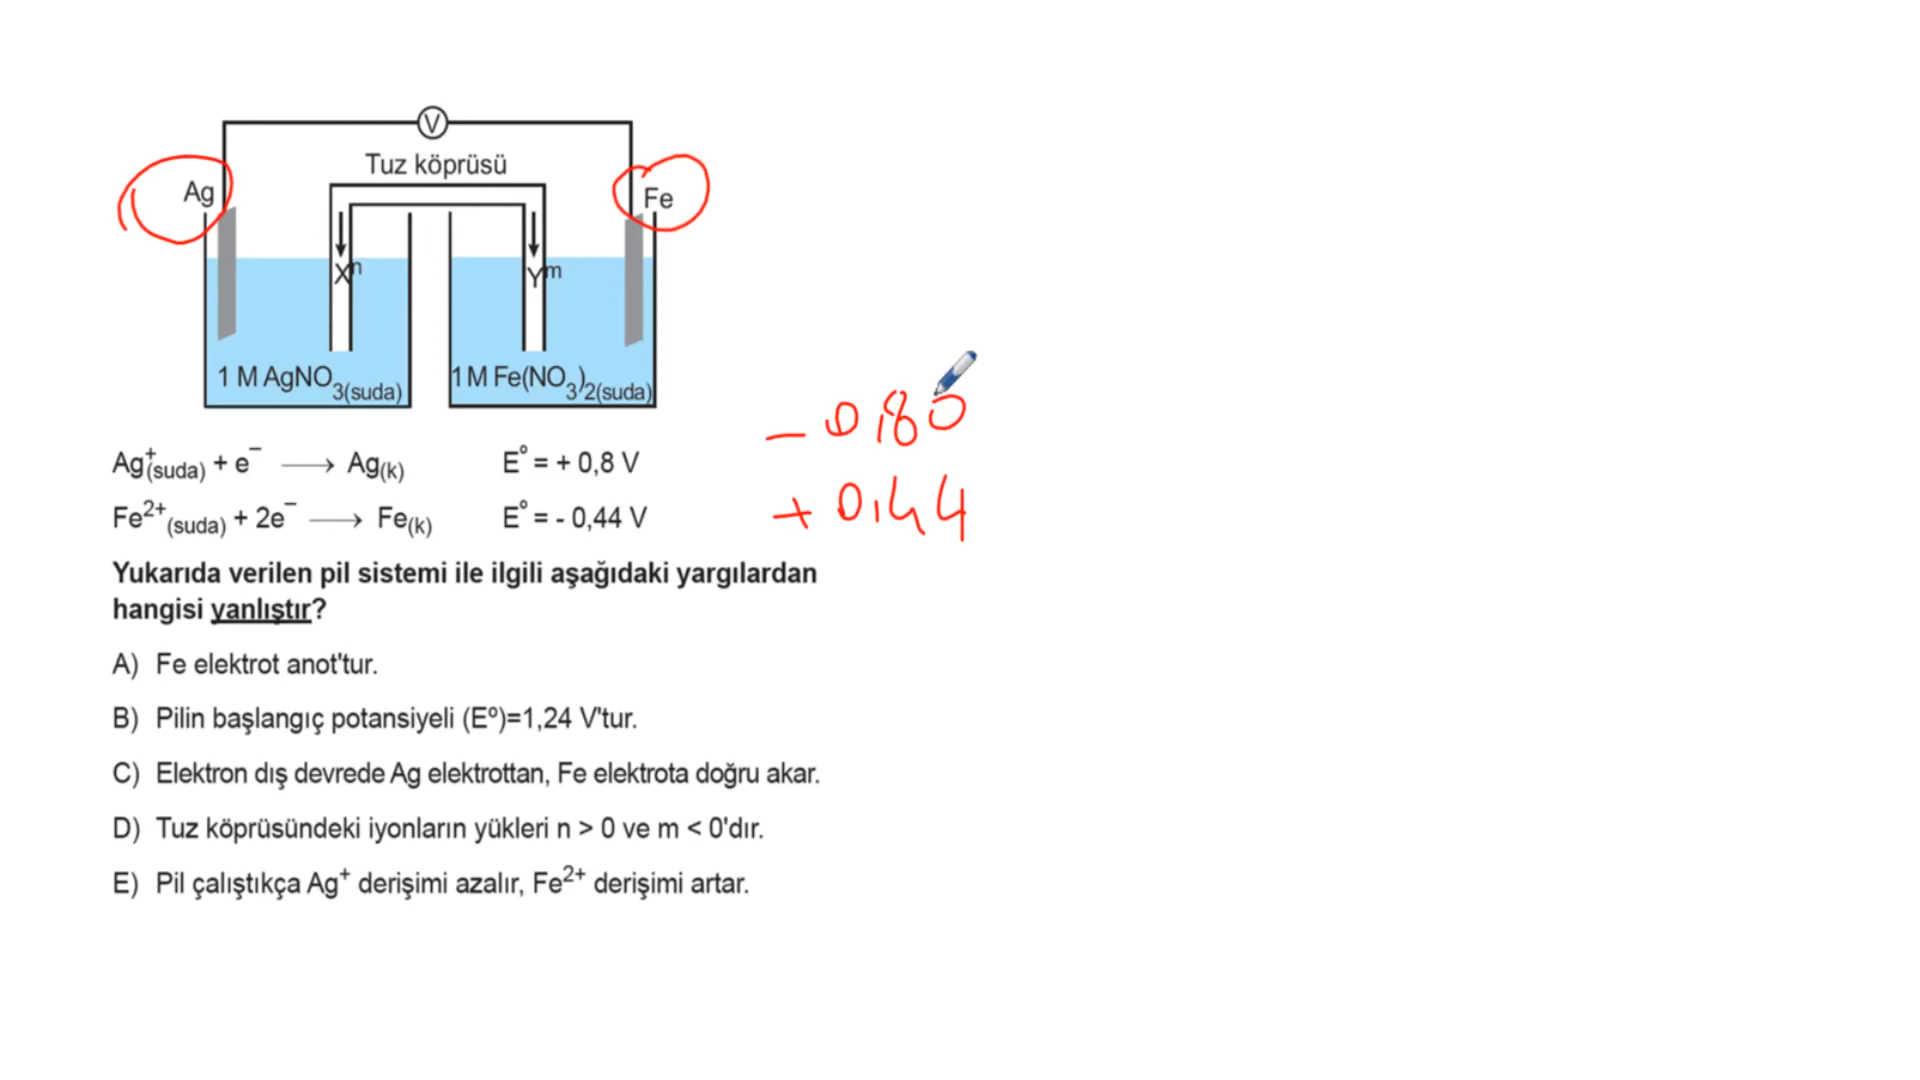 V
Tuz köprüsü
Ag
Fe
Xⁿ
Yᵐ
1 M AgNO₃(suda)
1 M Fe(NO₃)₂(suda)
- 0,80
+ 0,44
Ag⁺(suda) + e⁻ ⟶ Ag(k) E° = + 0,8 V
Fe²⁺(suda) + 2e⁻ ⟶ Fe(k) E° = - 0,44 V
Yukarıda verilen pil sistemi ile ilgili aşağıdaki yargılardan
hangisi yanlıştır?
A) Fe elektrot anot'tur.
B) Pilin başlangıç potansiyeli (Eº)=1,24 V'tur.
C) Elektron dış devrede Ag elektrottan, Fe elektrota doğru akar.
D) Tuz köprüsündeki iyonların yükleri n > 0 ve m < 0'dır.
E) Pil çalıştıkça Ag⁺ derişimi azalır, Fe²⁺ derişimi artar.